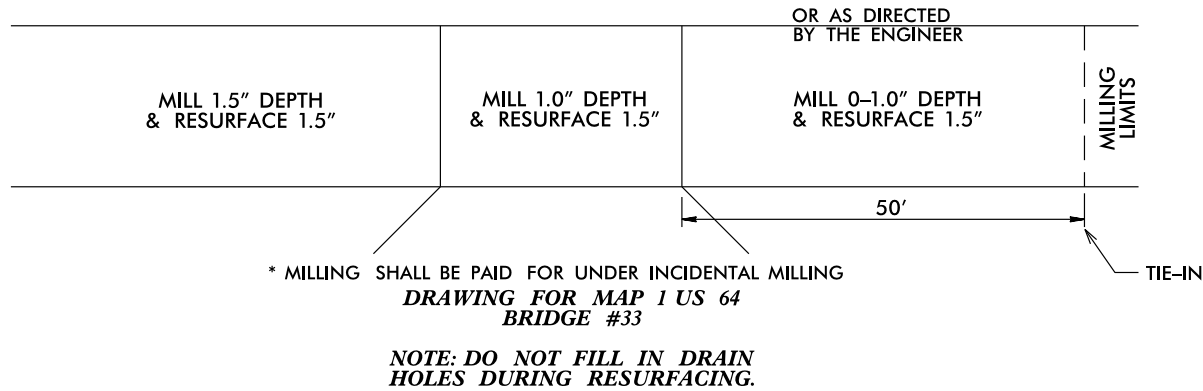 OR AS DIRECTED
BY THE ENGINEER
MILL 1.5" DEPTH
& RESURFACE 1.5"
MILL 1.0" DEPTH
& RESURFACE 1.5"
MILL 0–1.0" DEPTH
& RESURFACE 1.5"
MILLING
LIMITS
50'
* MILLING SHALL BE PAID FOR UNDER INCIDENTAL MILLING
TIE–IN
DRAWING FOR MAP 1 US 64
BRIDGE #33
NOTE: DO NOT FILL IN DRAIN
HOLES DURING RESURFACING.